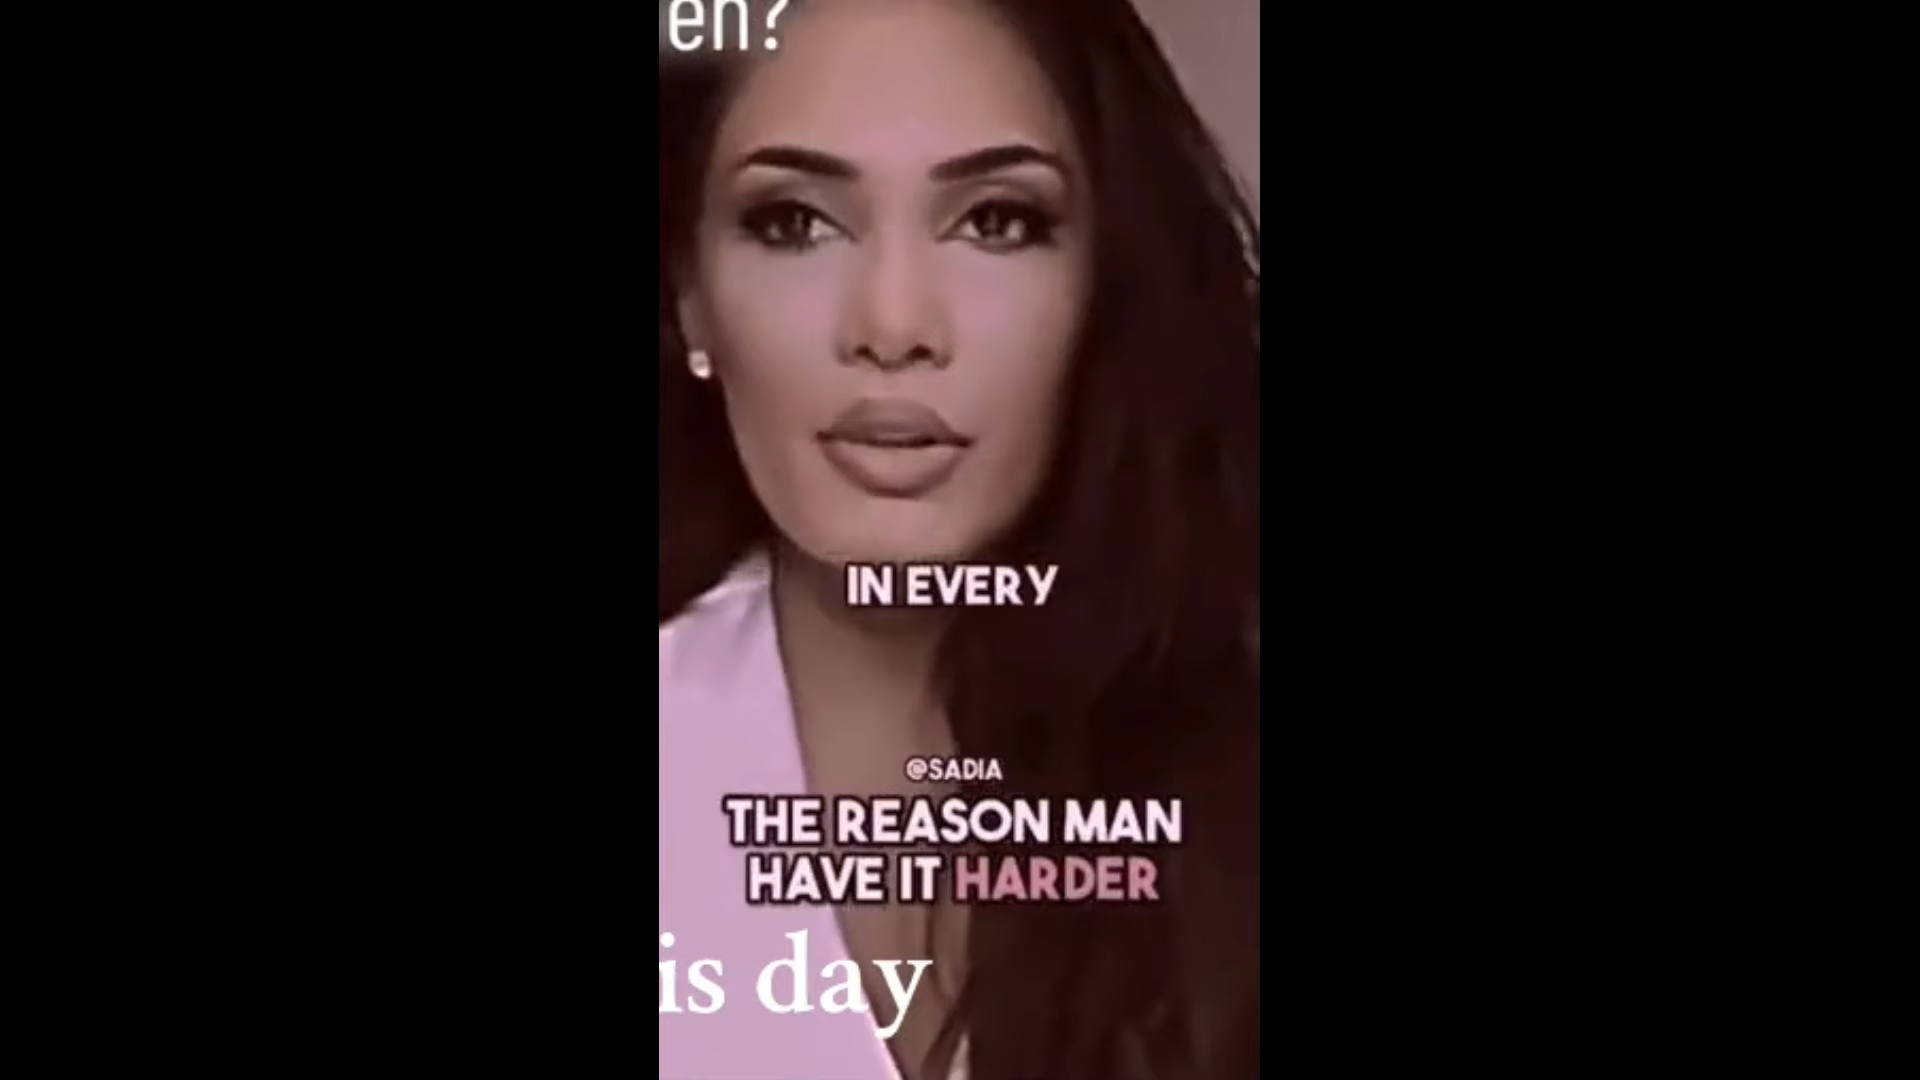 en?
IN EVERY
@SADIA
THE REASON MAN
HAVE IT HARDER
is day